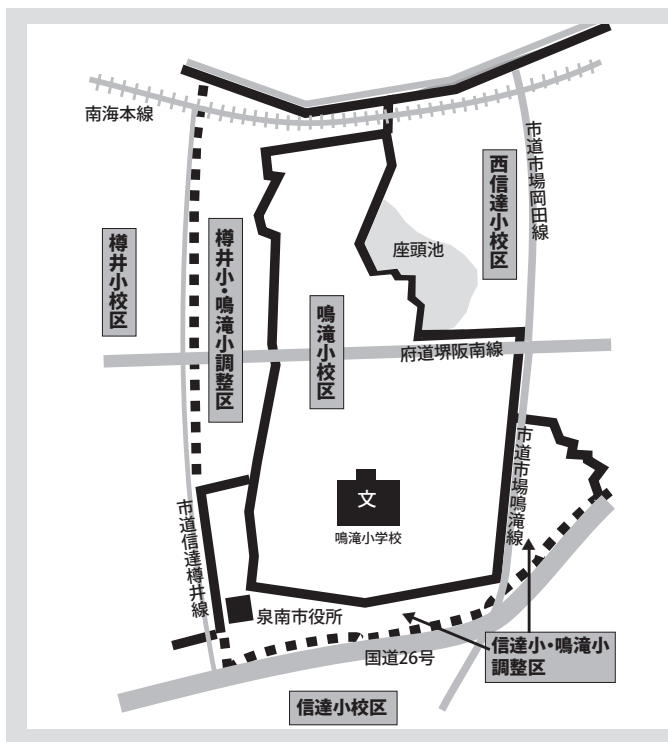 南海本線
市道市場岡田線
西信達小校区
樽井小校区
樽井小・鳴滝小調整区
座頭池
鳴滝小校区
府道堺阪南線
市道市場鳴滝線
文
鳴滝小学校
市道信達樽井線
泉南市役所
国道26号
信達小・鳴滝小
調整区
信達小校区